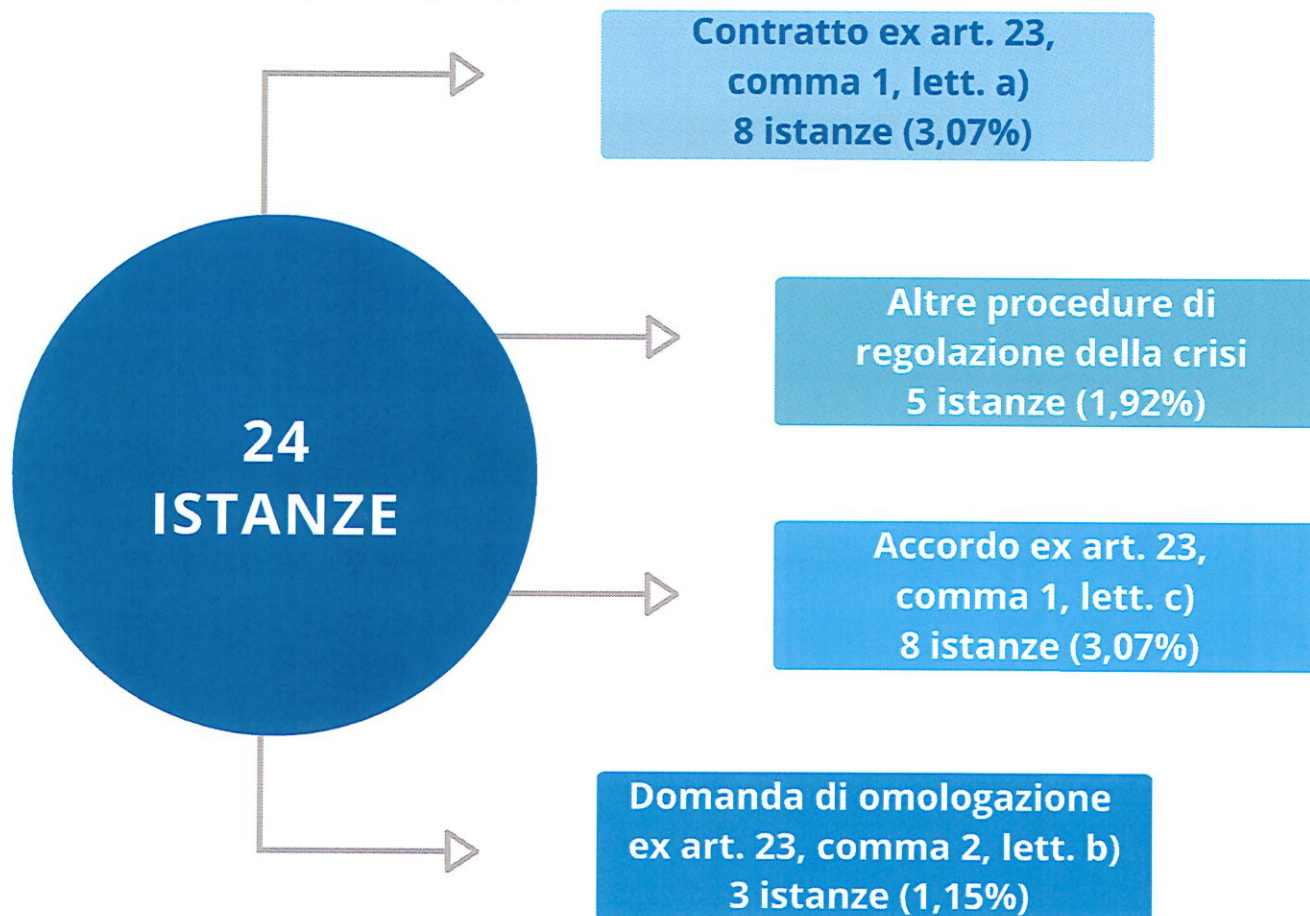 Contratto ex art. 23,
comma 1, lett. a)
8 istanze (3,07%)
Altre procedure di
regolazione della crisi
5 istanze (1,92%)
24
ISTANZE
Accordo ex art. 23,
comma 1, lett. c)
8 istanze (3,07%)
Domanda di omologazione
ex art. 23, comma 2, lett. b)
3 istanze (1,15%)